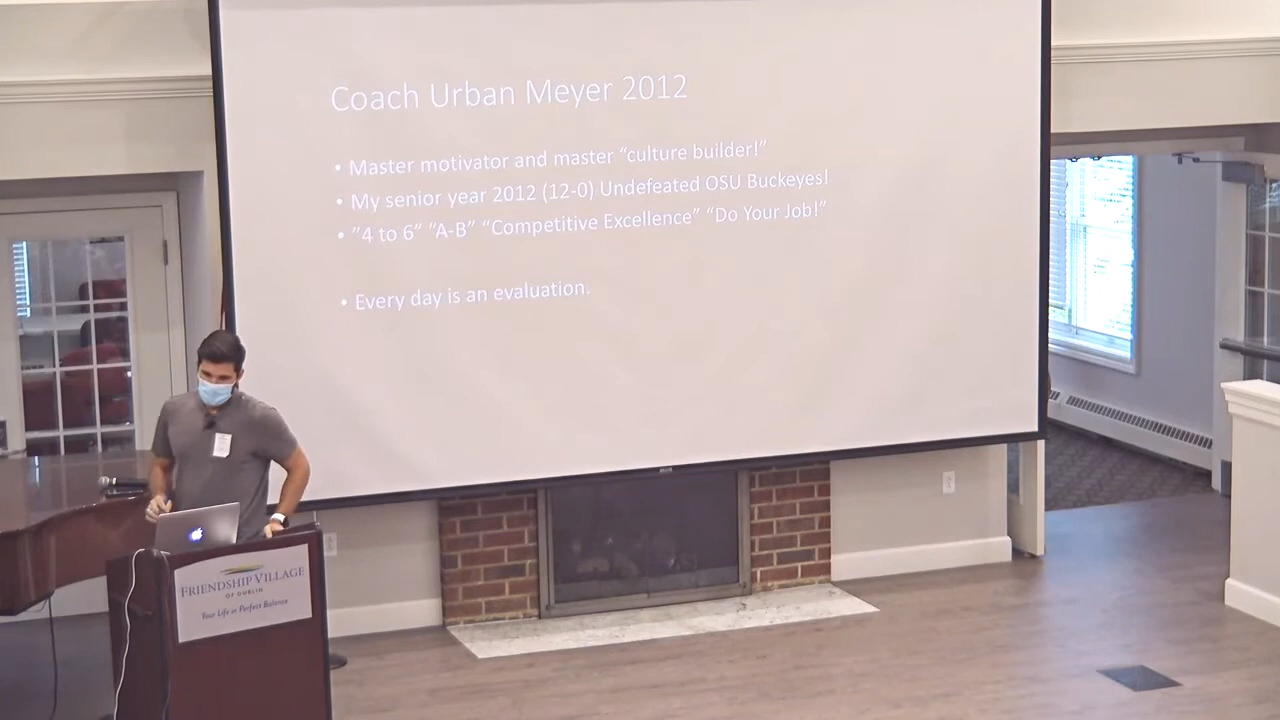 Coach Urban Meyer 2012
• Master motivator and master “culture builder!”
• My senior year 2012 (12-0) Undefeated OSU Buckeyes!
• ”4 to 6” ”A-B” “Competitive Excellence” “Do Your Job!”
• Every day is an evaluation.
FRIENDSHIP VILLAGE
OF DUBLIN
Your Life in Perfect Balance